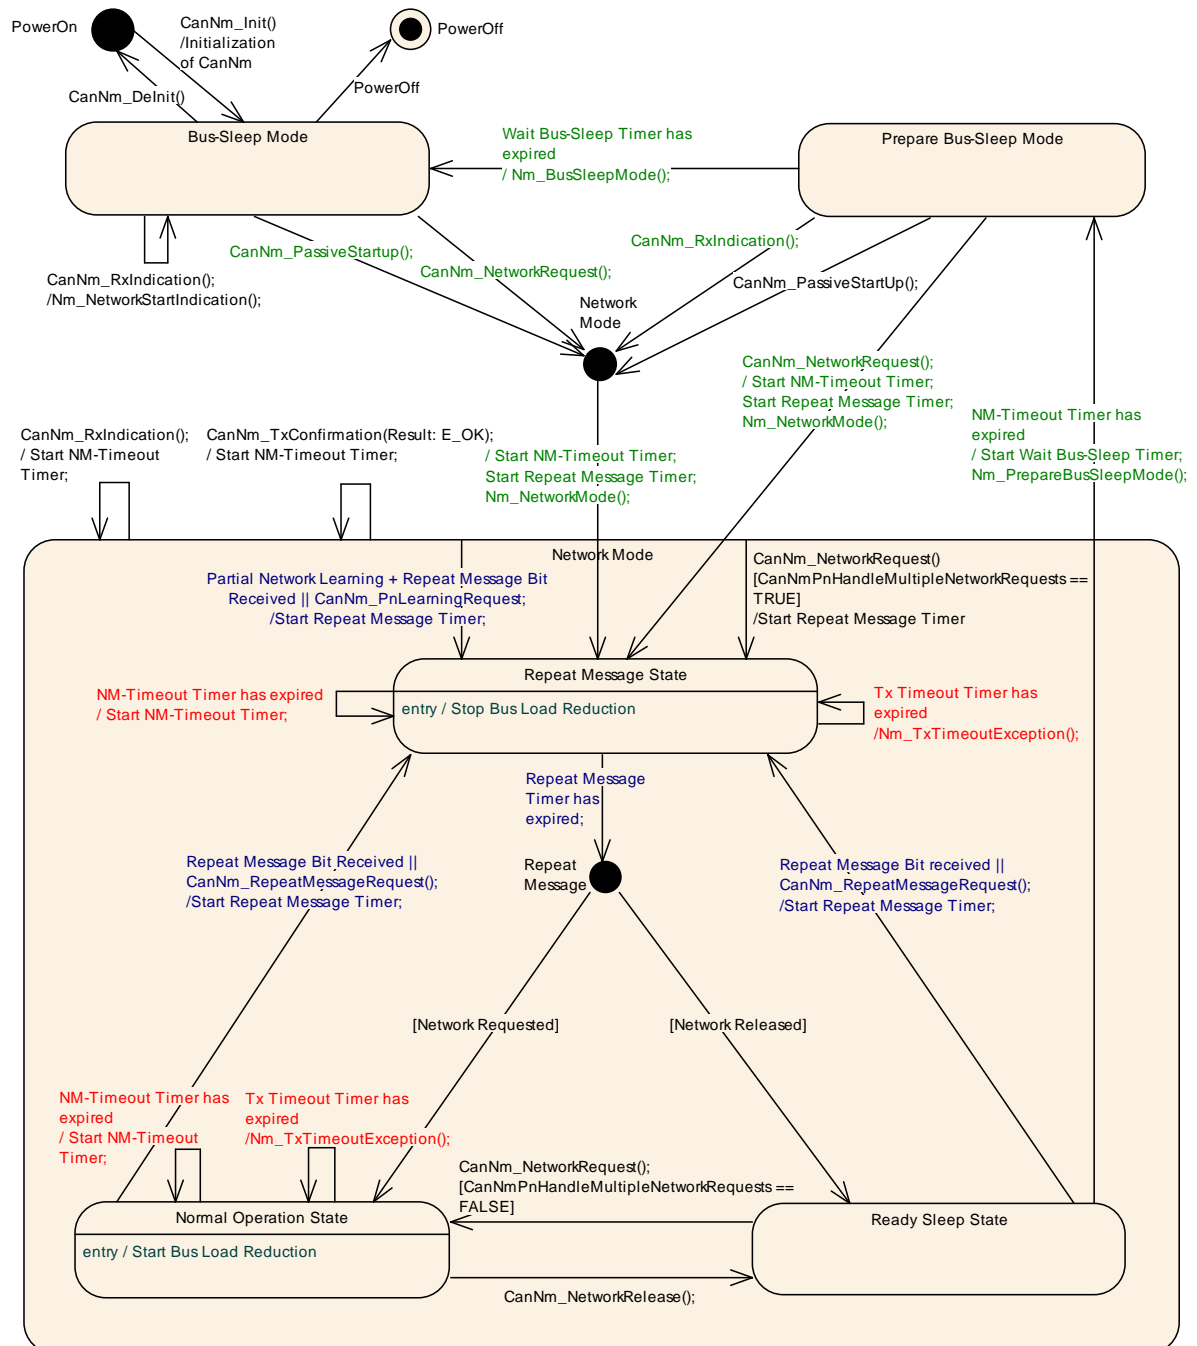 PowerOn
CanNm_Init()
/Initialization
of CanNm
PowerOff
CanNm_DeInit()
PowerOff
Bus-Sleep Mode
Wait Bus-Sleep Timer has
expired
/ Nm_BusSleepMode();
Prepare Bus-Sleep Mode
CanNm_RxIndication();
/Nm_NetworkStartIndication();
CanNm_PassiveStartup();
CanNm_NetworkRequest();
CanNm_RxIndication();
CanNm_PassiveStartUp();
Network
Mode
CanNm_NetworkRequest();
/ Start NM-Timeout Timer;
Start Repeat Message Timer;
Nm_NetworkMode();
NM-Timeout Timer has
expired
/ Start Wait Bus-Sleep Timer;
Nm_PrepareBusSleepMode();
CanNm_RxIndication();
/ Start NM-Timeout
Timer;
CanNm_TxConfirmation(Result: E_OK);
/ Start NM-Timeout Timer;
/ Start NM-Timeout Timer;
Start Repeat Message Timer;
Nm_NetworkMode();
Network Mode
Partial Network Learning + Repeat Message Bit
Received || CanNm_PnLearningRequest;
/Start Repeat Message Timer;
CanNm_NetworkRequest()
[CanNmPnHandleMultipleNetworkRequests ==
TRUE]
/Start Repeat Message Timer
Repeat Message State
entry / Stop Bus Load Reduction
NM-Timeout Timer has expired
/ Start NM-Timeout Timer;
Tx Timeout Timer has
expired
/Nm_TxTimeoutException();
Repeat Message
Timer has
expired;
Repeat Message Bit Received ||
CanNm_RepeatMessageRequest();
/Start Repeat Message Timer;
Repeat
Message
Repeat Message Bit received ||
CanNm_RepeatMessageRequest();
/Start Repeat Message Timer;
[Network Requested]
[Network Released]
NM-Timeout Timer has
expired
/ Start NM-Timeout
Timer;
Tx Timeout Timer has
expired
/Nm_TxTimeoutException();
CanNm_NetworkRequest();
[CanNmPnHandleMultipleNetworkRequests ==
FALSE]
Normal Operation State
entry / Start Bus Load Reduction
Ready Sleep State
CanNm_NetworkRelease();